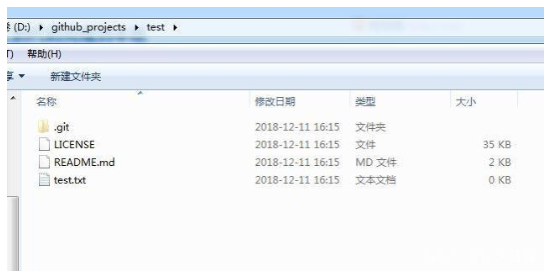 (D:) ▸ github_projects ▸ test ▸
T) 帮助(H)
享 ▾ 新建文件夹
名称 修改日期 类型 大小
.git 2018-12-11 16:15 文件夹
LICENSE 2018-12-11 16:15 文件 35 KB
README.md 2018-12-11 16:15 MD 文件 2 KB
test.txt 2018-12-11 16:15 文本文档 0 KB